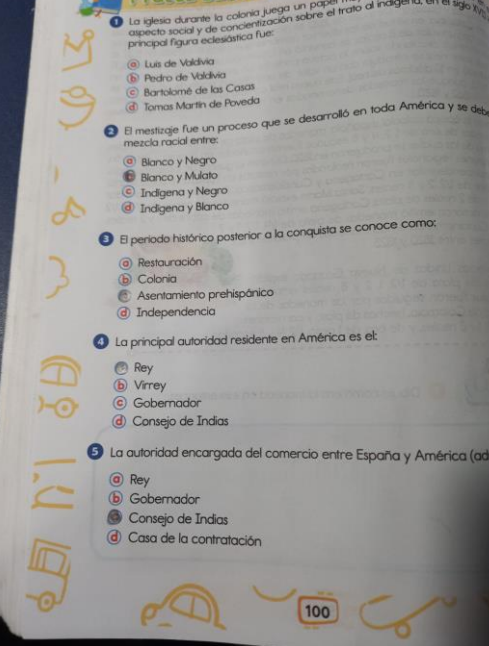 1 La iglesia durante la colonia juega un papel
aspecto social y de concientización sobre el trato al indígena, en el siglo XVI
principal figura eclesiástica fue:
a Luis de Valdivia
b Pedro de Valdivia
c Bartolomé de las Casas
d Tomas Martín de Poveda
2 El mestizaje fue un proceso que se desarrolló en toda América y se debe
mezcla racial entre:
a Blanco y Negro
b Blanco y Mulato
c Indígena y Negro
d Indígena y Blanco
3 El periodo histórico posterior a la conquista se conoce como:
a Restauración
b Colonia
c Asentamiento prehispánico
d Independencia
4 La principal autoridad residente en América es el:
a Rey
b Virrey
c Gobernador
d Consejo de Indias
5 La autoridad encargada del comercio entre España y América (ad
a Rey
b Gobernador
c Consejo de Indias
d Casa de la contratación
100